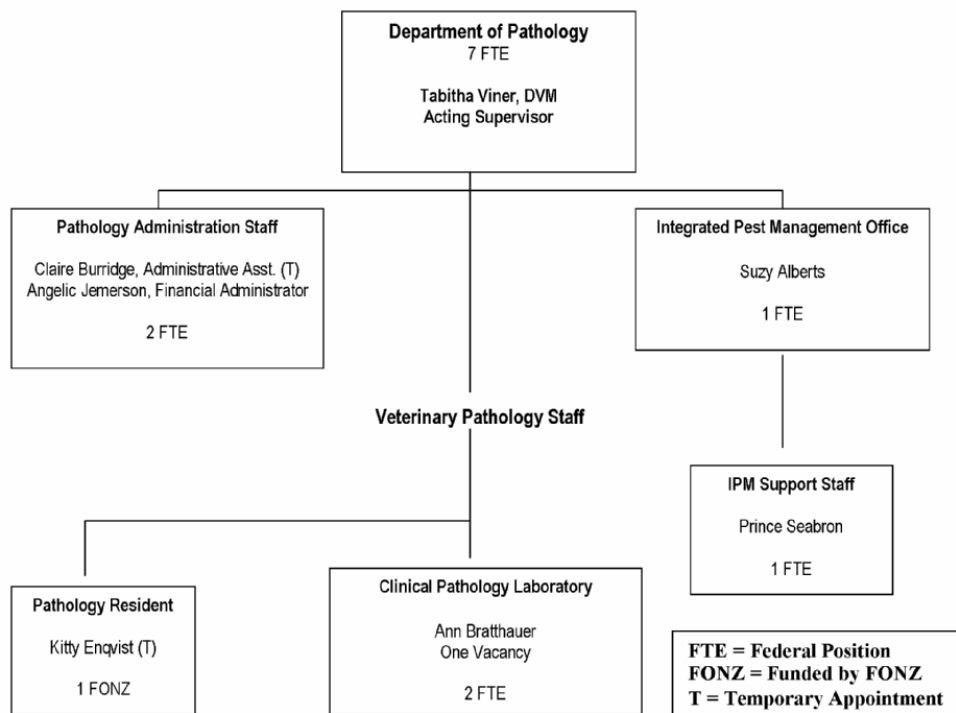 Department of Pathology
7 FTE
Tabitha Viner, DVM
Acting Supervisor
Pathology Administration Staff
Claire Burridge, Administrative Asst. (T)
Angelic Jemerson, Financial Administrator
2 FTE
Integrated Pest Management Office
Suzy Alberts
1 FTE
Veterinary Pathology Staff
IPM Support Staff
Prince Seabron
1 FTE
Pathology Resident
Kitty Enqvist (T)
1 FONZ
Clinical Pathology Laboratory
Ann Bratthauer
One Vacancy
2 FTE
FTE = Federal Position
FONZ = Funded by FONZ
T = Temporary Appointment